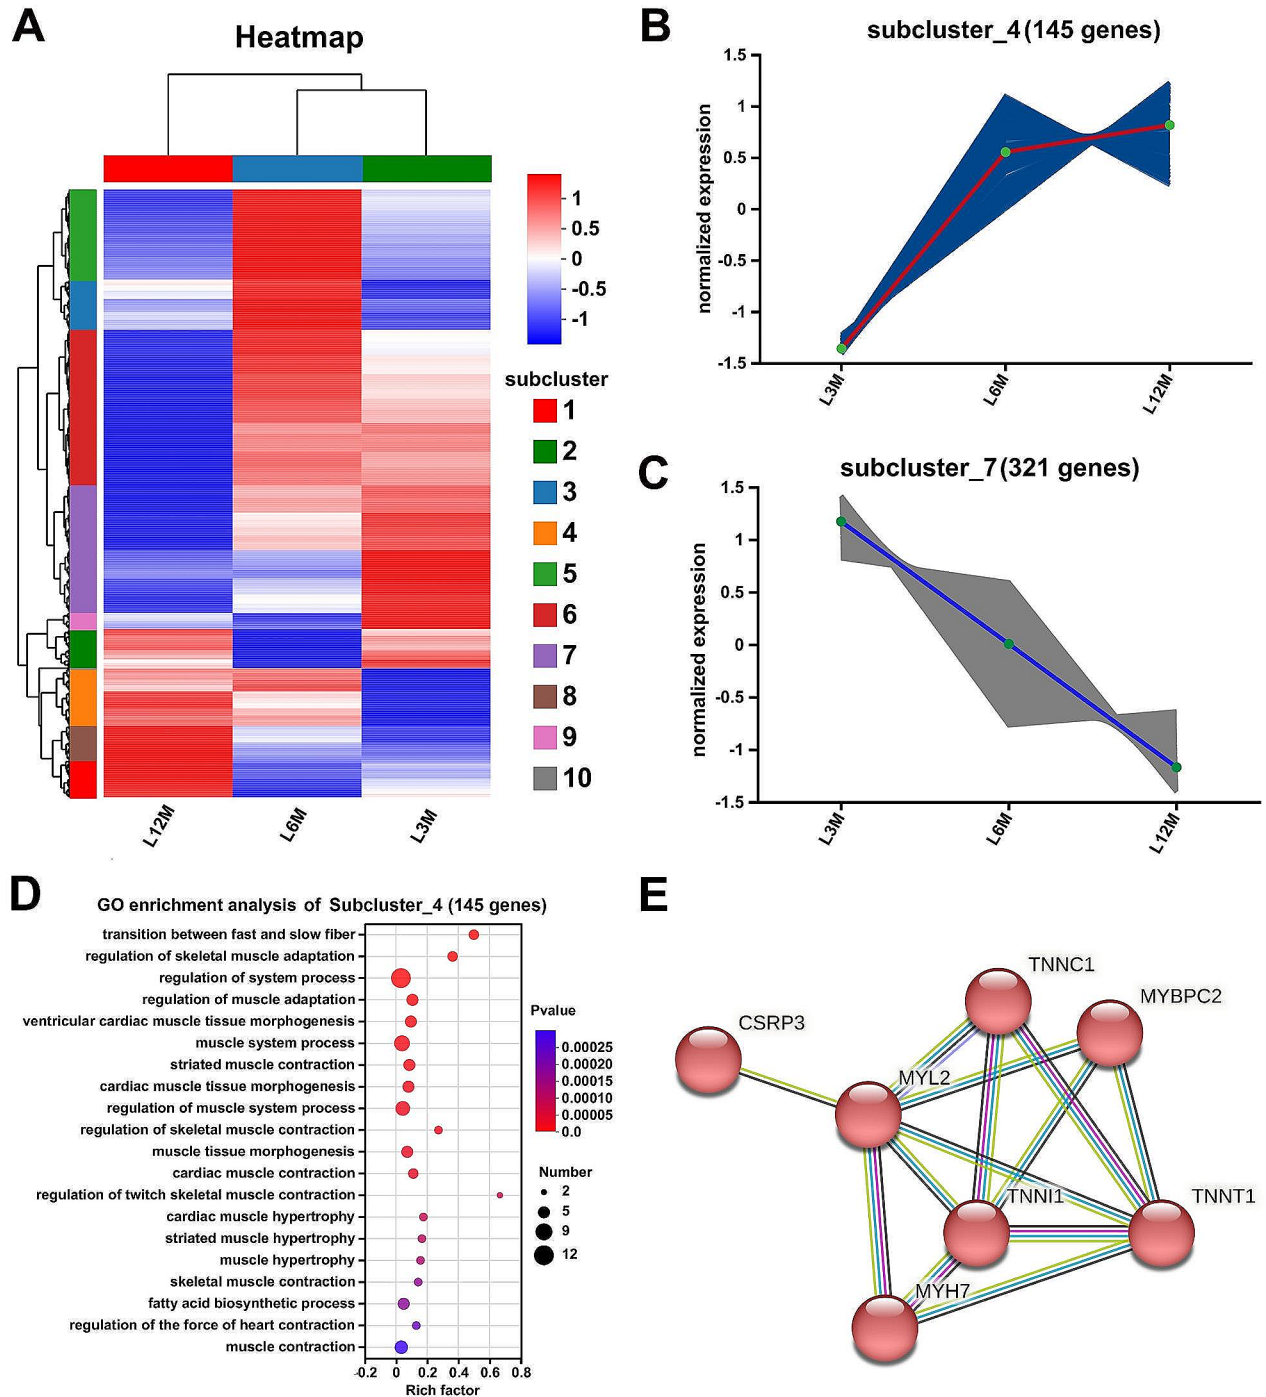 A
Heatmap
1
0.5
0
-0.5
-1
subcluster
1
2
3
4
5
6
7
8
9
10
L12M
L6M
L3M
B
subcluster_4(145 genes)
normalized expression
1.5
1
0.5
0
-0.5
-1
-1.5
L3M
L6M
L12M
C
subcluster_7(321 genes)
normalized expression
1.5
1
0.5
0
-0.5
-1
-1.5
L3M
L6M
L12M
D
GO enrichment analysis of Subcluster_4 (145 genes)
transition between fast and slow fiber
regulation of skeletal muscle adaptation
regulation of system process
regulation of muscle adaptation
ventricular cardiac muscle tissue morphogenesis
muscle system process
striated muscle contraction
cardiac muscle tissue morphogenesis
regulation of muscle system process
regulation of skeletal muscle contraction
muscle tissue morphogenesis
cardiac muscle contraction
regulation of twitch skeletal muscle contraction
cardiac muscle hypertrophy
striated muscle hypertrophy
muscle hypertrophy
skeletal muscle contraction
fatty acid biosynthetic process
regulation of the force of heart contraction
muscle contraction
-0.2 0 0.2 0.4 0.6 0.8
Rich factor
Pvalue
0.00025
0.00020
0.00015
0.00010
0.00005
0.0
Number
2
5
9
12
E
TNNC1
MYBPC2
CSRP3
MYL2
TNNI1
TNNT1
MYH7